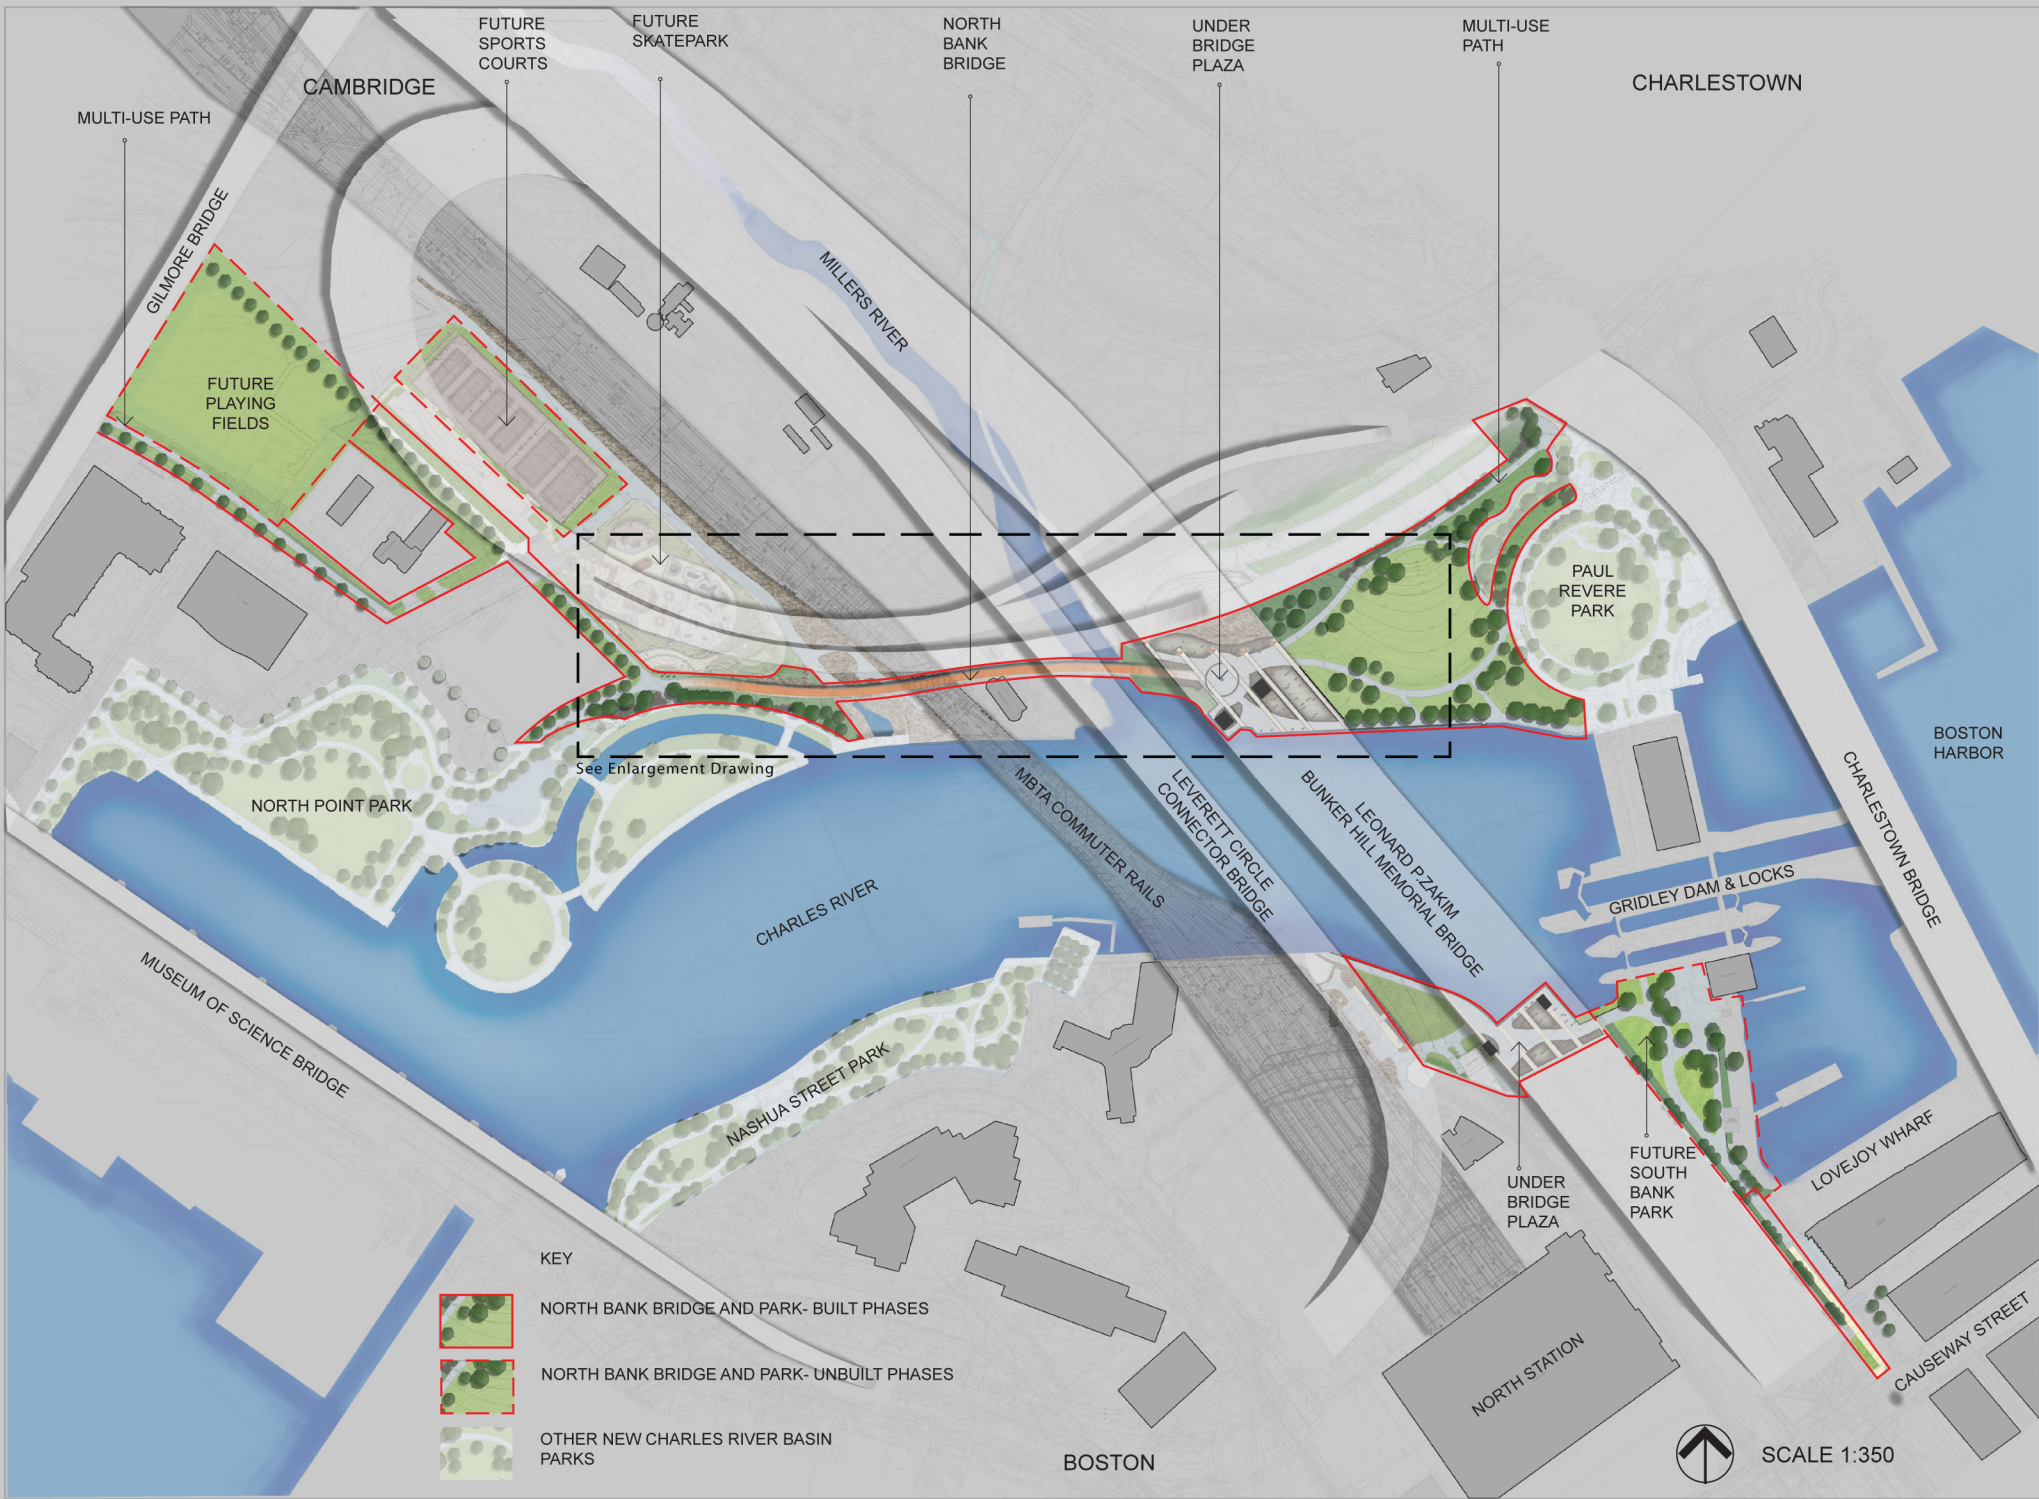 FUTURE
SPORTS
COURTS
FUTURE
SKATEPARK
NORTH
BANK
BRIDGE
UNDER
BRIDGE
PLAZA
MULTI-USE
PATH
CAMBRIDGE
CHARLESTOWN
MULTI-USE PATH
GILMORE BRIDGE
MILLERS RIVER
FUTURE
PLAYING
FIELDS
PAUL
REVERE
PARK
See Enlargement Drawing
NORTH POINT PARK
MBTA COMMUTER RAILS
LEVERETT CIRCLE
CONNECTOR BRIDGE
LEONARD P.ZAKIM
BUNKER HILL MEMORIAL BRIDGE
BOSTON
HARBOR
CHARLESTOWN BRIDGE
GRIDLEY DAM & LOCKS
CHARLES RIVER
MUSEUM OF SCIENCE BRIDGE
NASHUA STREET PARK
UNDER
BRIDGE
PLAZA
FUTURE
SOUTH
BANK
PARK
LOVEJOY WHARF
CAUSEWAY STREET
NORTH STATION
KEY
NORTH BANK BRIDGE AND PARK- BUILT PHASES
NORTH BANK BRIDGE AND PARK- UNBUILT PHASES
OTHER NEW CHARLES RIVER BASIN
PARKS
BOSTON
SCALE 1:350